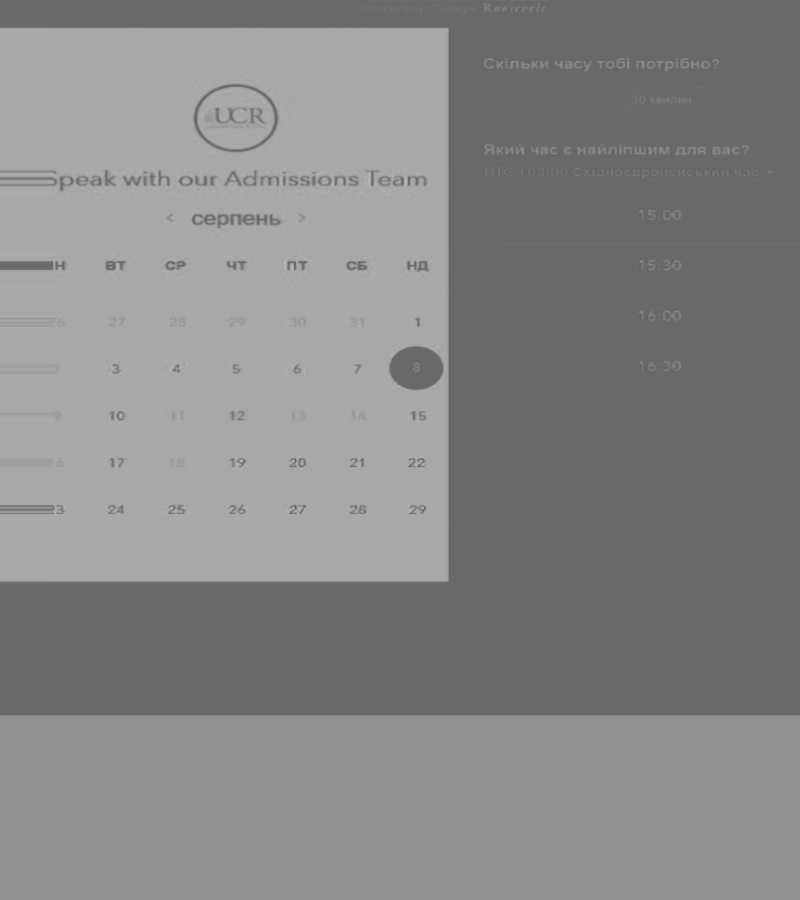 University College Roosevelt
UCR
Speak with our Admissions Team
< серпень >
Н ВТ СР ЧТ ПТ СБ НД
26 27 28 29 30 31 1
2 3 4 5 6 7 8
9 10 11 12 13 14 15
6 17 18 19 20 21 22
3 24 25 26 27 28 29
Скільки часу тобі потрібно?
30 хвилин
Який час є найліпшим для вас?
UTC +03:00 Східноєвропейський час
15:00
15:30
16:00
16:30